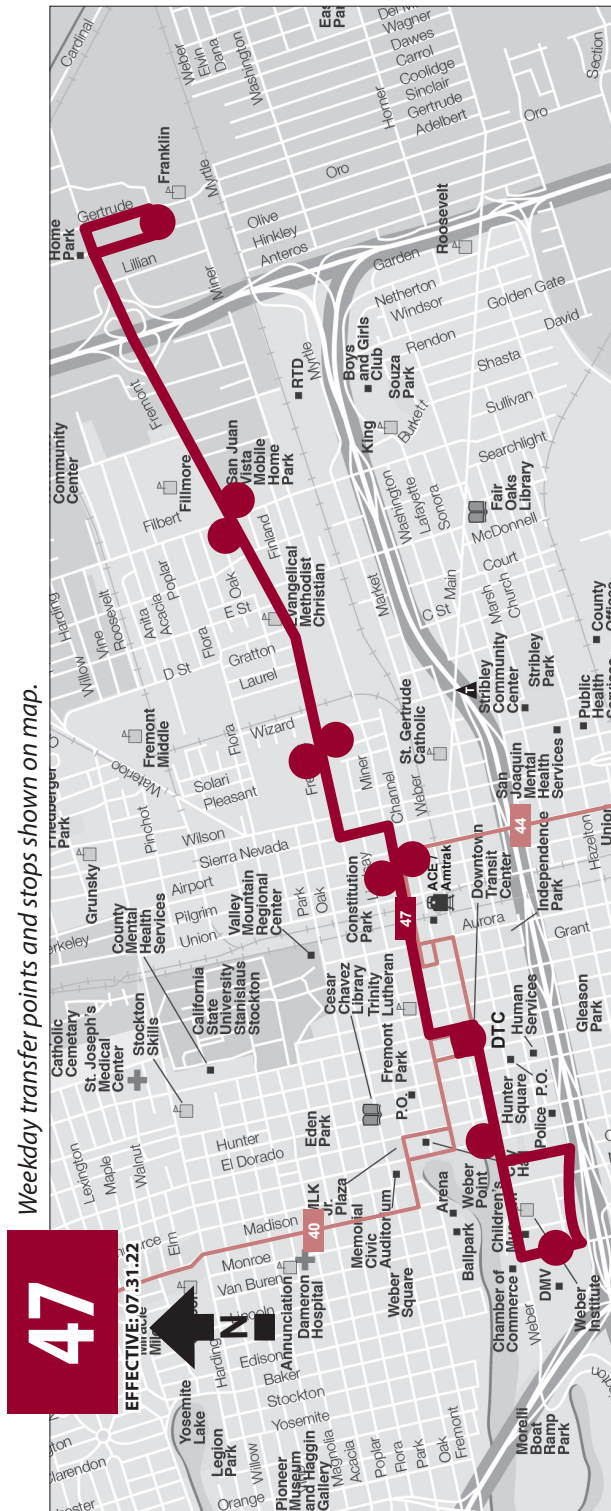 47
Weekday transfer points and stops shown on map.
EFFECTIVE: 07.31.22
N
Cardinal
Weber
Elvin
Dana
Washington
Wagner
Dawes
Carrol
Coolidge
Sinclair
Gertrude
Adelbert
Horner
Oro
Section
Franklin
Myrtle
Gertrude
Home
Park
Lillian
Miner
Olive
Hinkley
Anteros
Oro
Roosevelt
Garden
Netherton
Windsor
Golden Gate
David
Rendon
Shasta
Sullivan
Searchlight
Fremont
RTD
Myrtle
Boys
and Girls
Club
Souza
Park
King
Burkett
Community
Center
Fillmore
Filbert
San Juan
Vista
Mobile
Home
Park
Finland
Washington
Lafayette
Sonora
Fair
Oaks
Library
McDonnell
Harding
Willow
Vine
Roosevelt
Anita
Acacia
Poplar
Oak
E St
Flora
D St
Gratton
Laurel
Evangelical
Methodist
Christian
Market
Main
C St
Court
Church
Marsh
County
Offices
Stribley
Community
Center
Stribley
Park
Public
Health
Services
T
Fremont
Middle
Waterloo
Wizard
Flora
Solari
Pleasant
Pinchot
Wilson
Sierra Nevada
Miner
Channel
Weber
St. Gertrude
Catholic
San
Joaquin
Mental
Health
Services
44
Hazelton
Union
Park
Grunsky
Airport
Pilgrim
Union
Park
Oak
Constitution
Park
ACE /
Amtrak
47
Downtown
Transit
Center
Independence
Park
Aurora
Grant
County
Mental
Health
Services
Valley
Mountain
Regional
Center
California
State
University
Stanislaus
Stockton
Cesar
Chavez
Library
Trinity
Lutheran
Catholic
Cemetary
St. Joseph's
Medical
Center
Stockton
Skills
Fremont
Park
P.O.
DTC
Human
Services
Gleason
Park
Hunter
Square
P.O.
Police
Lexington
Maple
Walnut
Hunter
El Dorado
Eden
Park
MLK
Jr.
Plaza
Memorial
Civic
Auditorium
Weber
Point
Arena
Ballpark
Children's
Elm
Madison
40
Monroe
Van Buren
Lincoln
Annunciation
Dameron
Hospital
Weber
Square
Chamber of
Commerce
Weber
DMV
Weber
Institute
Harding
Edison
Baker
Stockton
Yosemite
Yosemite
Lake
Legion
Park
Willow
Orange
Pioneer
Museum
and Haggin
Gallery
Magnolia
Acacia
Poplar
Flora
Park
Oak
Fremont
Morelli
Boat
Ramp
Park